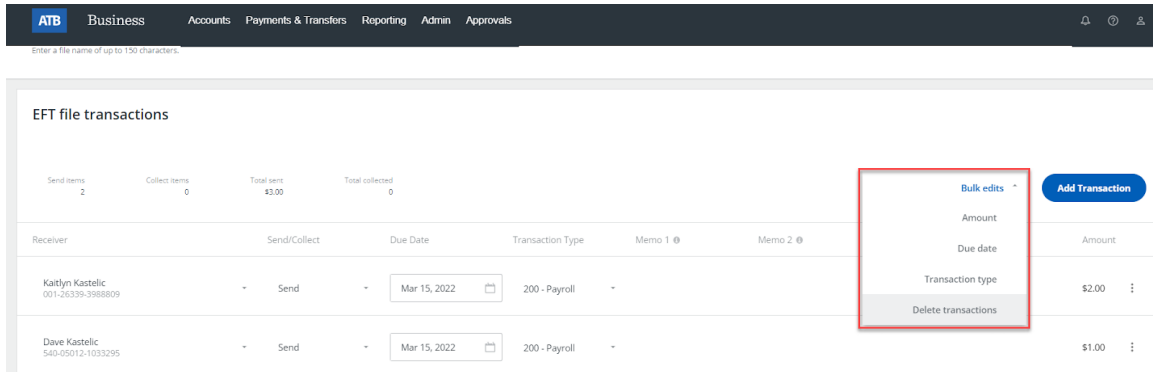 ATB Business Accounts Payments & Transfers Reporting Admin Approvals
Enter a file name of up to 150 characters.
EFT file transactions
Send items Collect items Total sent Total collected
2 0 $3.00 0
Bulk edits Add Transaction
Amount
Due date
Transaction type
Delete transactions
Receiver Send/Collect Due Date Transaction Type Memo 1 Memo 2 Amount
Kaitlyn Kastelic
001-26339-3988809
Send Mar 15, 2022 200 - Payroll $2.00
Dave Kastelic
540-05012-1033295
Send Mar 15, 2022 200 - Payroll $1.00